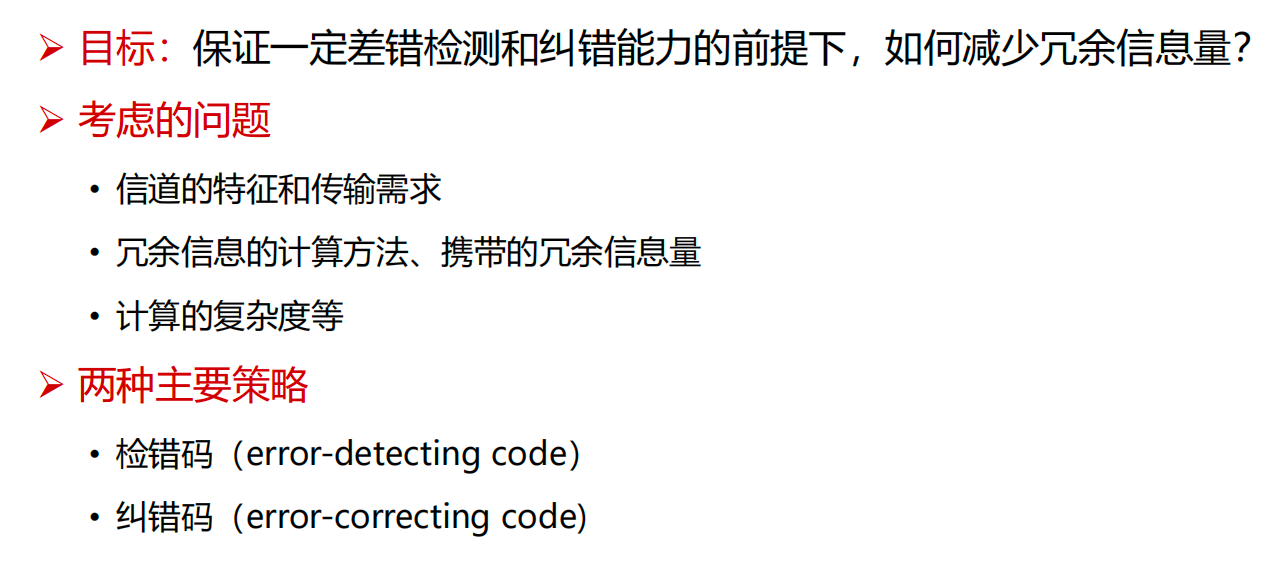 ➢ 目标：保证一定差错检测和纠错能力的前提下，如何减少冗余信息量？
➢ 考虑的问题
• 信道的特征和传输需求
• 冗余信息的计算方法、携带的冗余信息量
• 计算的复杂度等
➢ 两种主要策略
• 检错码（error-detecting code）
• 纠错码（error-correcting code)